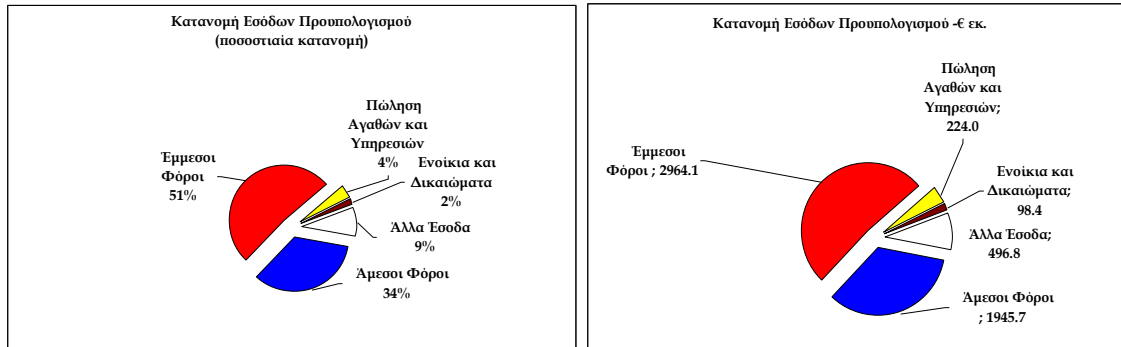 Κατανομή Εσόδων Προυπολογισμού
(ποσοστιαία κατανομή)
Πώληση
Αγαθών και
Υπηρεσιών
4%
Ενοίκια και
Δικαιώματα
2%
Έμμεσοι
Φόροι
51%
Άλλα Έσοδα
9%
Άμεσοι Φόροι
34%
Κατανομή Εσόδων Προυπολογισμού -€ εκ.
Πώληση
Αγαθών και
Υπηρεσιών;
224.0
Έμμεσοι
Φόροι ; 2964.1
Ενοίκια και
Δικαιώματα;
98.4
Άλλα Έσοδα;
496.8
Άμεσοι Φόροι
; 1945.7